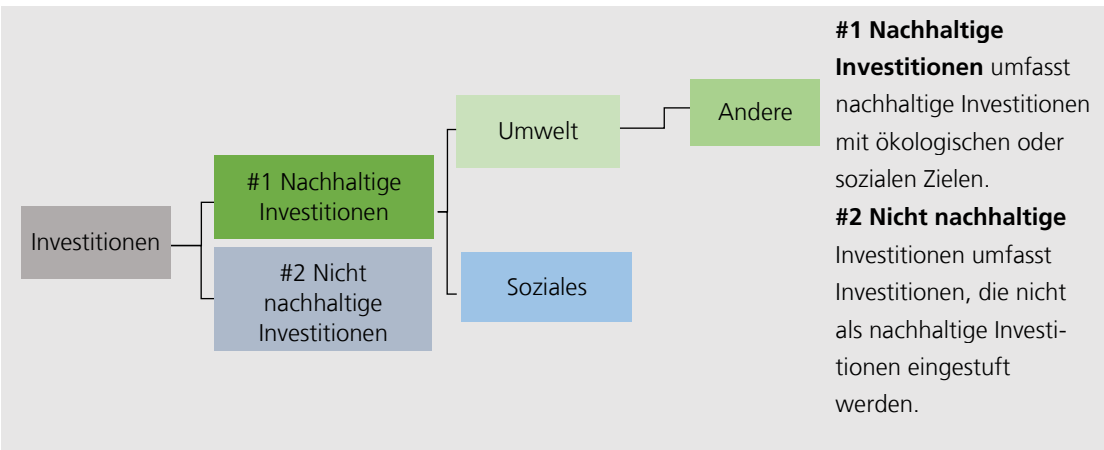 Investitionen
#1 Nachhaltige
Investitionen
#2 Nicht
nachhaltige
Investitionen
Umwelt
Soziales
Andere
#1 Nachhaltige
Investitionen umfasst
nachhaltige Investitionen
mit ökologischen oder
sozialen Zielen.
#2 Nicht nachhaltige
Investitionen umfasst
Investitionen, die nicht
als nachhaltige Investi-
tionen eingestuft
werden.